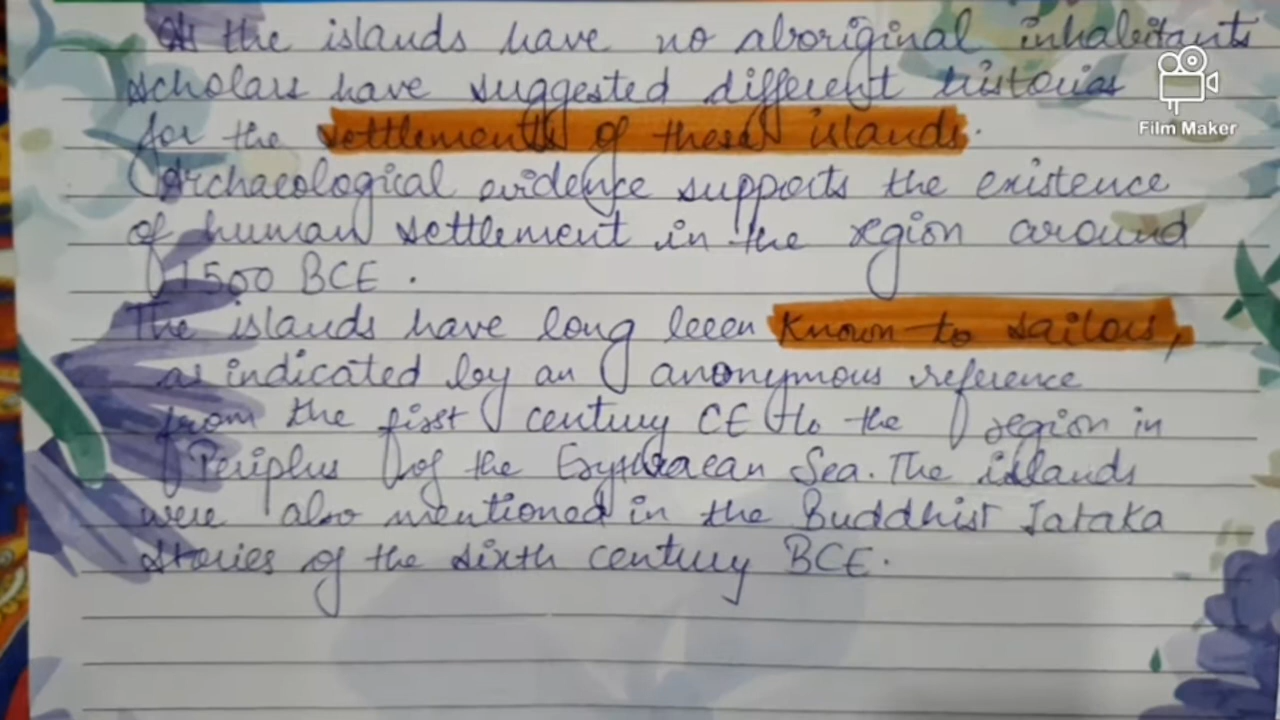 As the islands have no aboriginal inhabitants
scholars have suggested different histories
for the settlements of these islands.
Archaeological evidence supports the existence
of human settlement in the region around
1500 BCE.
The islands have long been known to sailors,
as indicated by an anonymous reference
from the first century CE to the region in
Periplus of the Erythraean Sea. The islands
were also mentioned in the Buddhist Jataka
stories of the sixth century BCE.
Film Maker